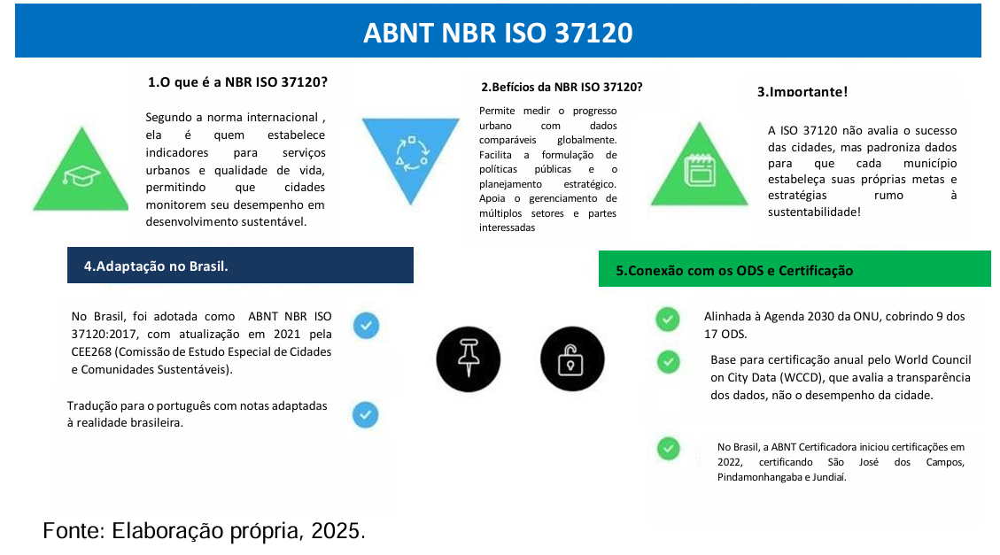 ABNT NBR ISO 37120
1.O que é a NBR ISO 37120?
Segundo a norma internacional ,
ela é quem estabelece
indicadores para serviços
urbanos e qualidade de vida,
permitindo que cidades
monitorem seu desempenho em
desenvolvimento sustentável.
2.Befícios da NBR ISO 37120?
Permite medir o progresso
urbano com dados
comparáveis globalmente.
Facilita a formulação de
políticas públicas e o
planejamento estratégico.
Apoia o gerenciamento de
múltiplos setores e partes
interessadas
3.Importante!
A ISO 37120 não avalia o sucesso
das cidades, mas padroniza dados
para que cada município
estabeleça suas próprias metas e
estratégias rumo à
sustentabilidade!
4.Adaptação no Brasil.
No Brasil, foi adotada como ABNT NBR ISO
37120:2017, com atualização em 2021 pela
CEE268 (Comissão de Estudo Especial de Cidades
e Comunidades Sustentáveis).
Tradução para o português com notas adaptadas
à realidade brasileira.
5.Conexão com os ODS e Certificação
Alinhada à Agenda 2030 da ONU, cobrindo 9 dos
17 ODS.
Base para certificação anual pelo World Council
on City Data (WCCD), que avalia a transparência
dos dados, não o desempenho da cidade.
No Brasil, a ABNT Certificadora iniciou certificações em
2022, certificando São José dos Campos,
Pindamonhangaba e Jundiaí.
Fonte: Elaboração própria, 2025.